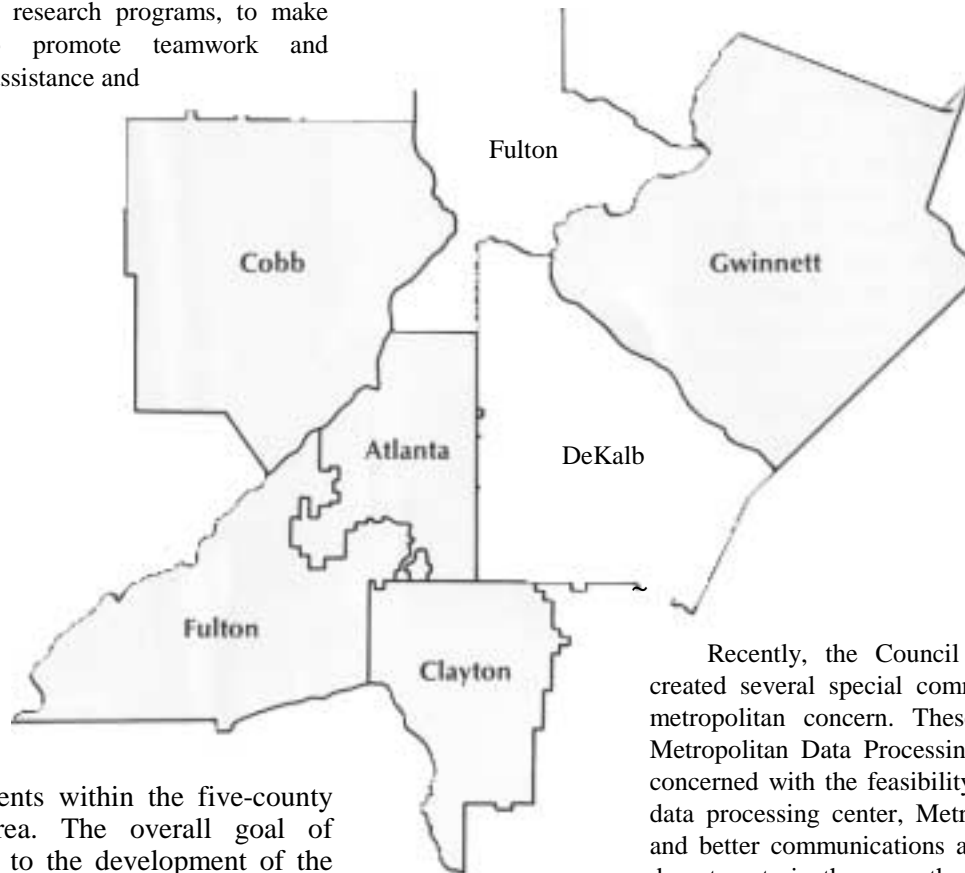 research programs, to make
promote teamwork and
ssistance and
Fulton
Cobb
Gwinnett
Atlanta
DeKalb
Fulton
Clayton
Recently, the Council
created several special comm
metropolitan concern. Thes
Metropolitan Data Processin
concerned with the feasibility
data processing center, Metr
and better communications a
ents within the five-county
rea. The overall goal of
to the development of the